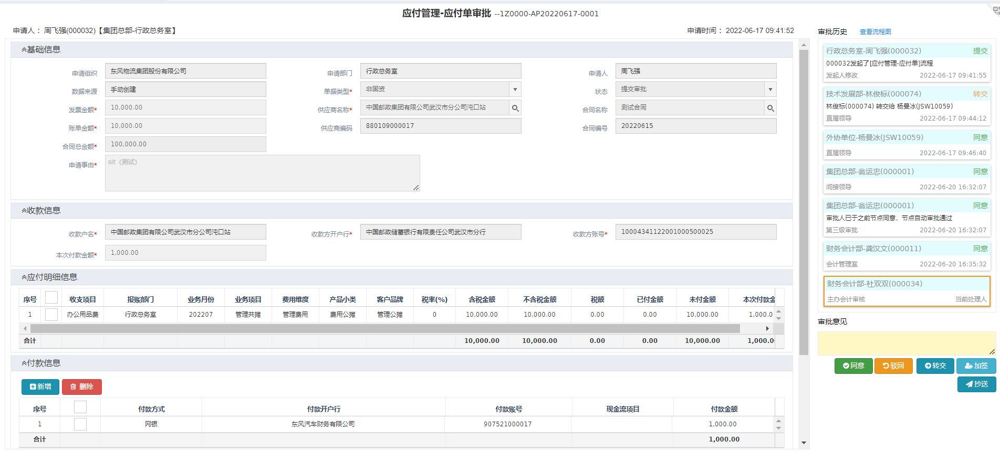 应付管理-应付单审批 --1Z0000-AP20220617-0001
申请人： 周飞强(000032)【集团总部-行政总务室】
申请时间： 2022-06-17 09:41:52
基础信息
申请组织 东风物流集团股份有限公司 申请部门 行政总务室 申请人 周飞强
数据来源 手动创建 单据类型* 非国资 状态 提交审批
发票金额* 10,000.00 供应商名称* 中国邮政集团有限公司武汉市分公司沌口站 合同名称 测试合同
账单金额* 10,000.00 供应商编码 880109000017 合同编号 20220615
合同总金额* 100,000.00
申请事由* sit（测试）
收款信息
收款户名* 中国邮政集团有限公司武汉市分公司沌口站 收款方开户行* 中国邮政储蓄银行有限责任公司武汉市分行 收款方账号* 10004341122001000500025
本次付款金额* 1,000.00
应付明细信息
序号 收支项目 报账部门 业务月份 业务项目 费用维度 产品小类 客户品牌 税率(%) 含税金额 不含税金额 税额 已付金额 未付金额 本次付款金
1 办公用品费 行政总务室 202207 管理共摊 管理费用 费用公摊 管理公摊 0 10,000.00 10,000.00 0.00 0.00 10,000.00 1,000.0
合计 10,000.00 10,000.00 0.00 0.00 10,000.00 1,000.0
付款信息
新增 删除
序号 付款方式 付款开户行 付款账号 现金流项目 付款金额
1 网银 东风汽车财务有限公司 907521000017 1,000.00
合计 1,000.00
审批历史 查看流程图
行政总务室-周飞强(000032) 提交
000032发起了[应付管理-应付单]流程
发起人修改 2022-06-17 09:41:55
技术发展部-林俊标(000074) 转交
林俊标(000074) 转交给 杨曼冰(JSW10059)
直属领导 2022-06-17 09:44:12
外协单位-杨曼冰(JSW10059) 同意
直属领导 2022-06-17 09:46:40
集团总部-翁运忠(000001) 同意
间接领导 2022-06-20 16:32:07
集团总部-翁运忠(000001) 同意
审批人已于之前节点同意，节点自动审批通过
第三级审批 2022-06-20 16:32:07
财务会计部-龚汉文(000011) 同意
会计管理室 2022-06-20 16:35:32
财务会计部-杜双双(000034)
主办会计审核 当前处理人
审批意见
同意 驳回 转交 加签
抄送